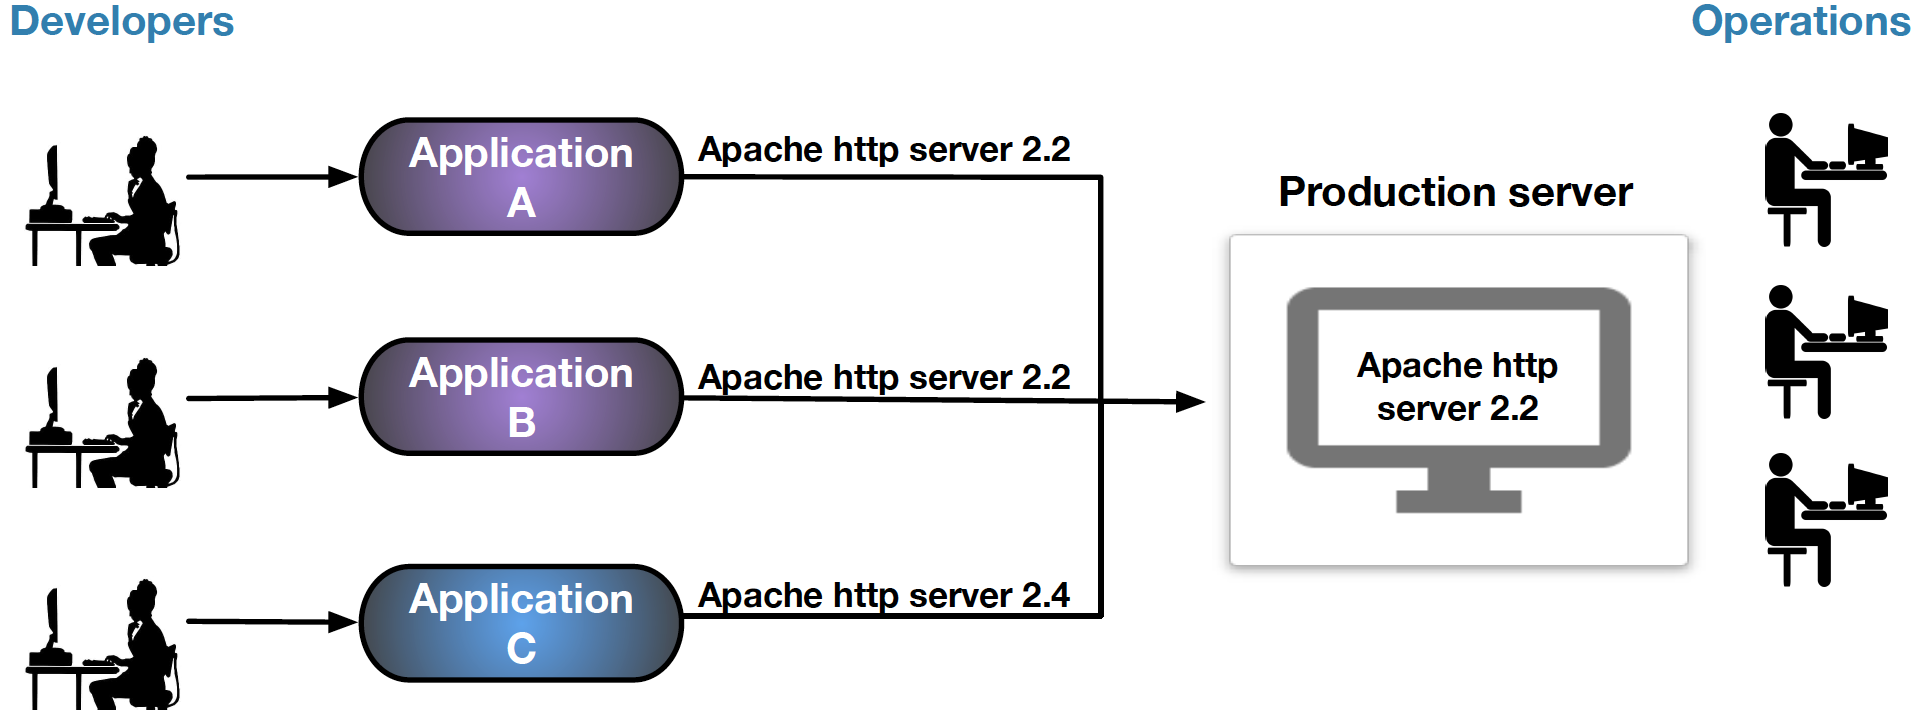 Developers
Operations
Application
A
Apache http server 2.2
Production server
Application
B
Apache http server 2.2
Apache http
server 2.2
Application
C
Apache http server 2.4